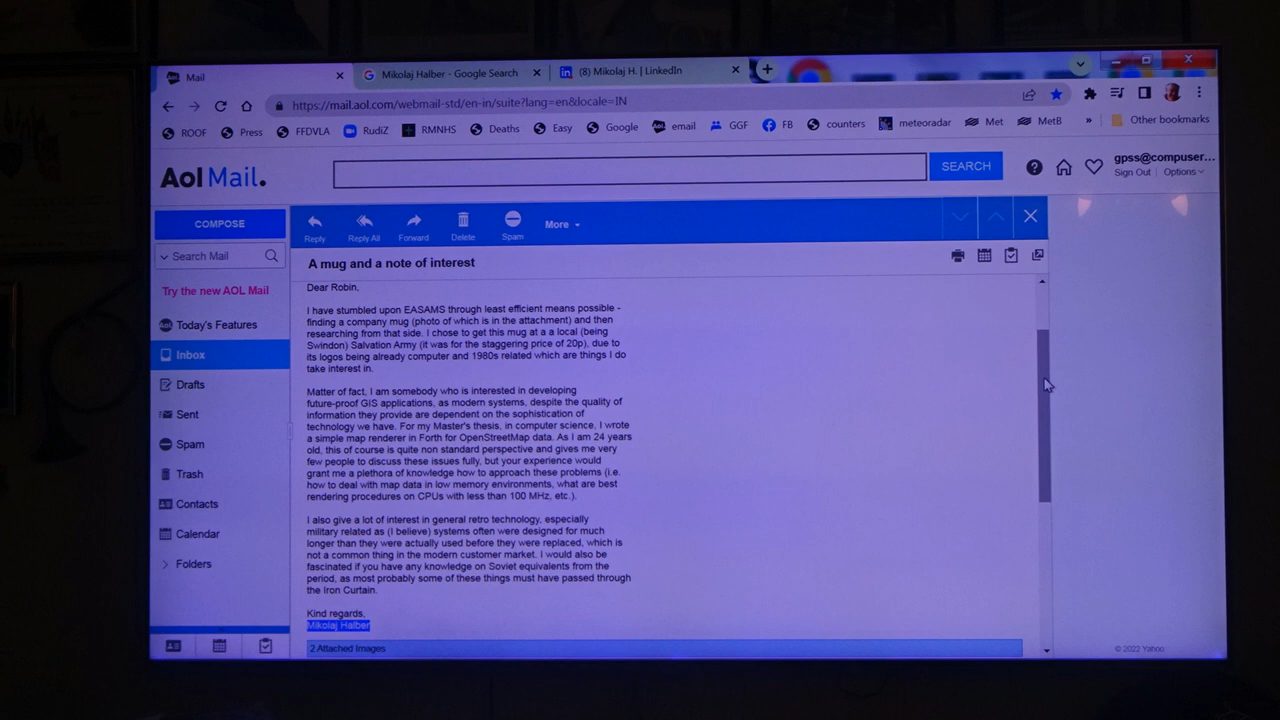 Mail
Mikolaj Halber - Google Search
in (8) Mikolaj H. | LinkedIn
https://mail.aol.com/webmail-std/en-in/suite?lang=en&locale=IN
ROOF Press FFDVLA RudiZ RMNHS Deaths Easy Google email GGF FB counters meteoradar Met MetB » Other bookmarks
Aol Mail.
SEARCH
gpss@compuser...
Sign Out | Options
COMPOSE
Search Mail
Try the new AOL Mail
Today's Features
Inbox
Drafts
Sent
Spam
Trash
Contacts
Calendar
Folders
Reply Reply All Forward Delete Spam More
A mug and a note of interest
Dear Robin,
I have stumbled upon EASAMS through least efficient means possible -
finding a company mug (photo of which is in the attachment) and then
researching from that side. I chose to get this mug at a a local (being
Swindon) Salvation Army (it was for the staggering price of 20p), due to
its logos being already computer and 1980s related which are things I do
take interest in.
Matter of fact, I am somebody who is interested in developing
future-proof GIS applications, as modern systems, despite the quality of
information they provide are dependent on the sophistication of
technology we have. For my Master's thesis, in computer science, I wrote
a simple map renderer in Forth for OpenStreetMap data. As I am 24 years
old, this of course is quite non standard perspective and gives me very
few people to discuss these issues fully, but your experience would
grant me a plethora of knowledge how to approach these problems (i.e.
how to deal with map data in low memory environments, what are best
rendering procedures on CPUs with less than 100 MHz, etc.).
I also give a lot of interest in general retro technology, especially
military related as (I believe) systems often were designed for much
longer than they were actually used before they were replaced, which is
not a common thing in the modern customer market. I would also be
fascinated if you have any knowledge on Soviet equivalents from the
period, as most probably some of these things must have passed through
the Iron Curtain.
Kind regards,
Mikolaj Halber
2 Attached Images
© 2022 Yahoo